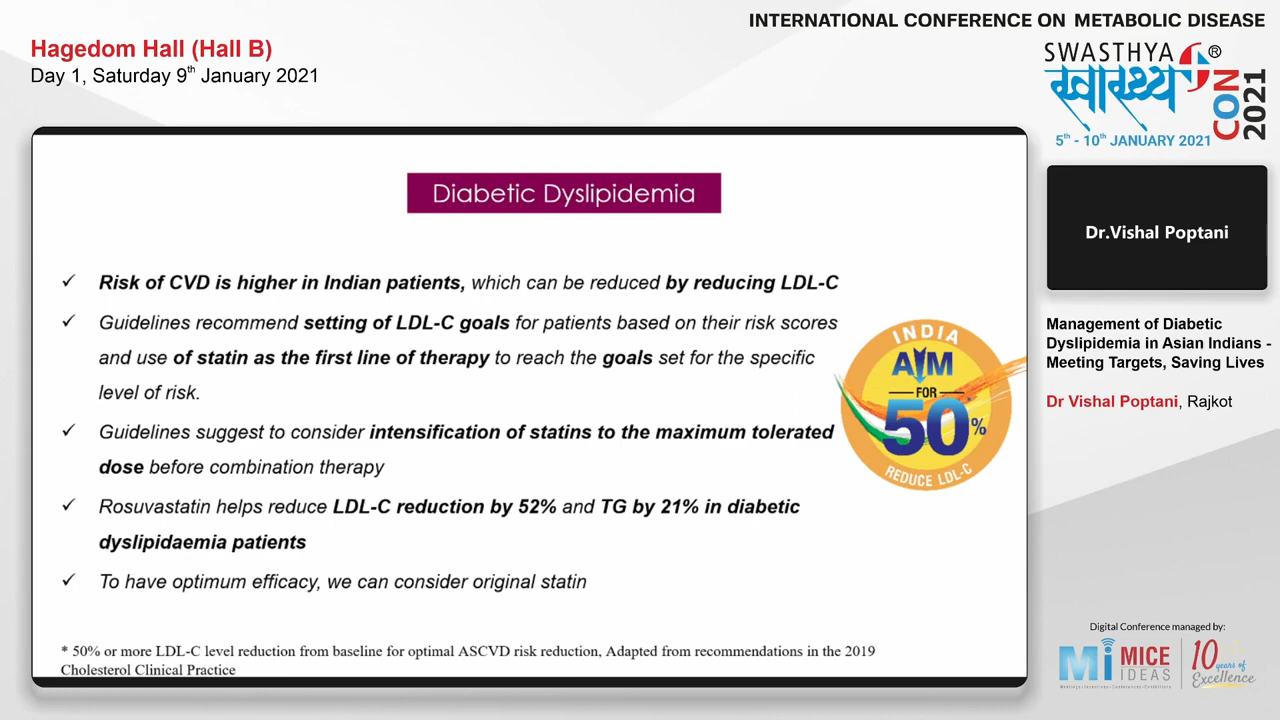 INTERNATIONAL CONFERENCE ON METABOLIC DISEASE
Hagedom Hall (Hall B)
Day 1, Saturday 9th January 2021
SWASTHYA ®
स्वास्थ्य
CON
2021
5th - 10th JANUARY 2021
Diabetic Dyslipidemia
✓ Risk of CVD is higher in Indian patients, which can be reduced by reducing LDL-C
✓ Guidelines recommend setting of LDL-C goals for patients based on their risk scores
and use of statin as the first line of therapy to reach the goals set for the specific
level of risk.
✓ Guidelines suggest to consider intensification of statins to the maximum tolerated
dose before combination therapy
✓ Rosuvastatin helps reduce LDL-C reduction by 52% and TG by 21% in diabetic
dyslipidaemia patients
✓ To have optimum efficacy, we can consider original statin
* 50% or more LDL-C level reduction from baseline for optimal ASCVD risk reduction, Adapted from recommendations in the 2019
Cholesterol Clinical Practice
INDIA
AIM
FOR
50%
REDUCE LDL-C
Dr.Vishal Poptani
Management of Diabetic
Dyslipidemia in Asian Indians -
Meeting Targets, Saving Lives
Dr Vishal Poptani, Rajkot
Digital Conference managed by:
Mi MICE
IDEAS
Meetings • Incentives • Conferences • Exhibitions
10 years of
Excellence